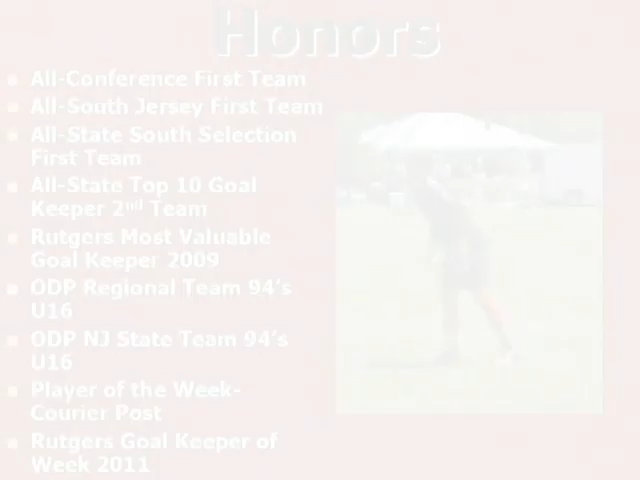 Honors
All-Conference First Team
All-South Jersey First Team
All-State South Selection
First Team
All-State Top 10 Goal
Keeper 2nd Team
Rutgers Most Valuable
Goal Keeper 2009
ODP Regional Team 94's
U16
ODP NJ State Team 94's
U16
Player of the Week-
Courier Post
Rutgers Goal Keeper of
Week 2011